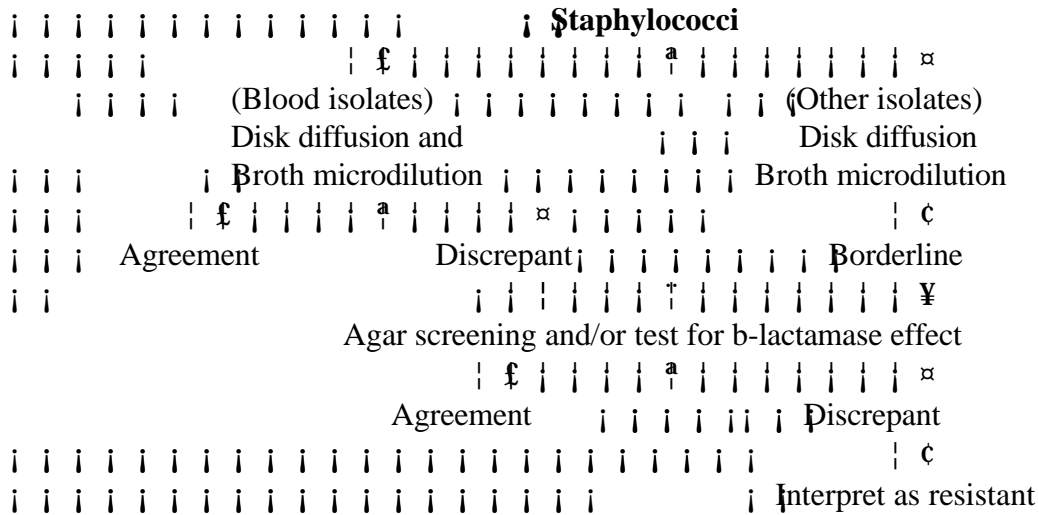 Staphylococci
(Blood isolates) (Other isolates)
Disk diffusion and Disk diffusion
Broth microdilution Broth microdilution
Agreement Discrepant Borderline
Agar screening and/or test for b-lactamase effect
Agreement Discrepant
Interpret as resistant